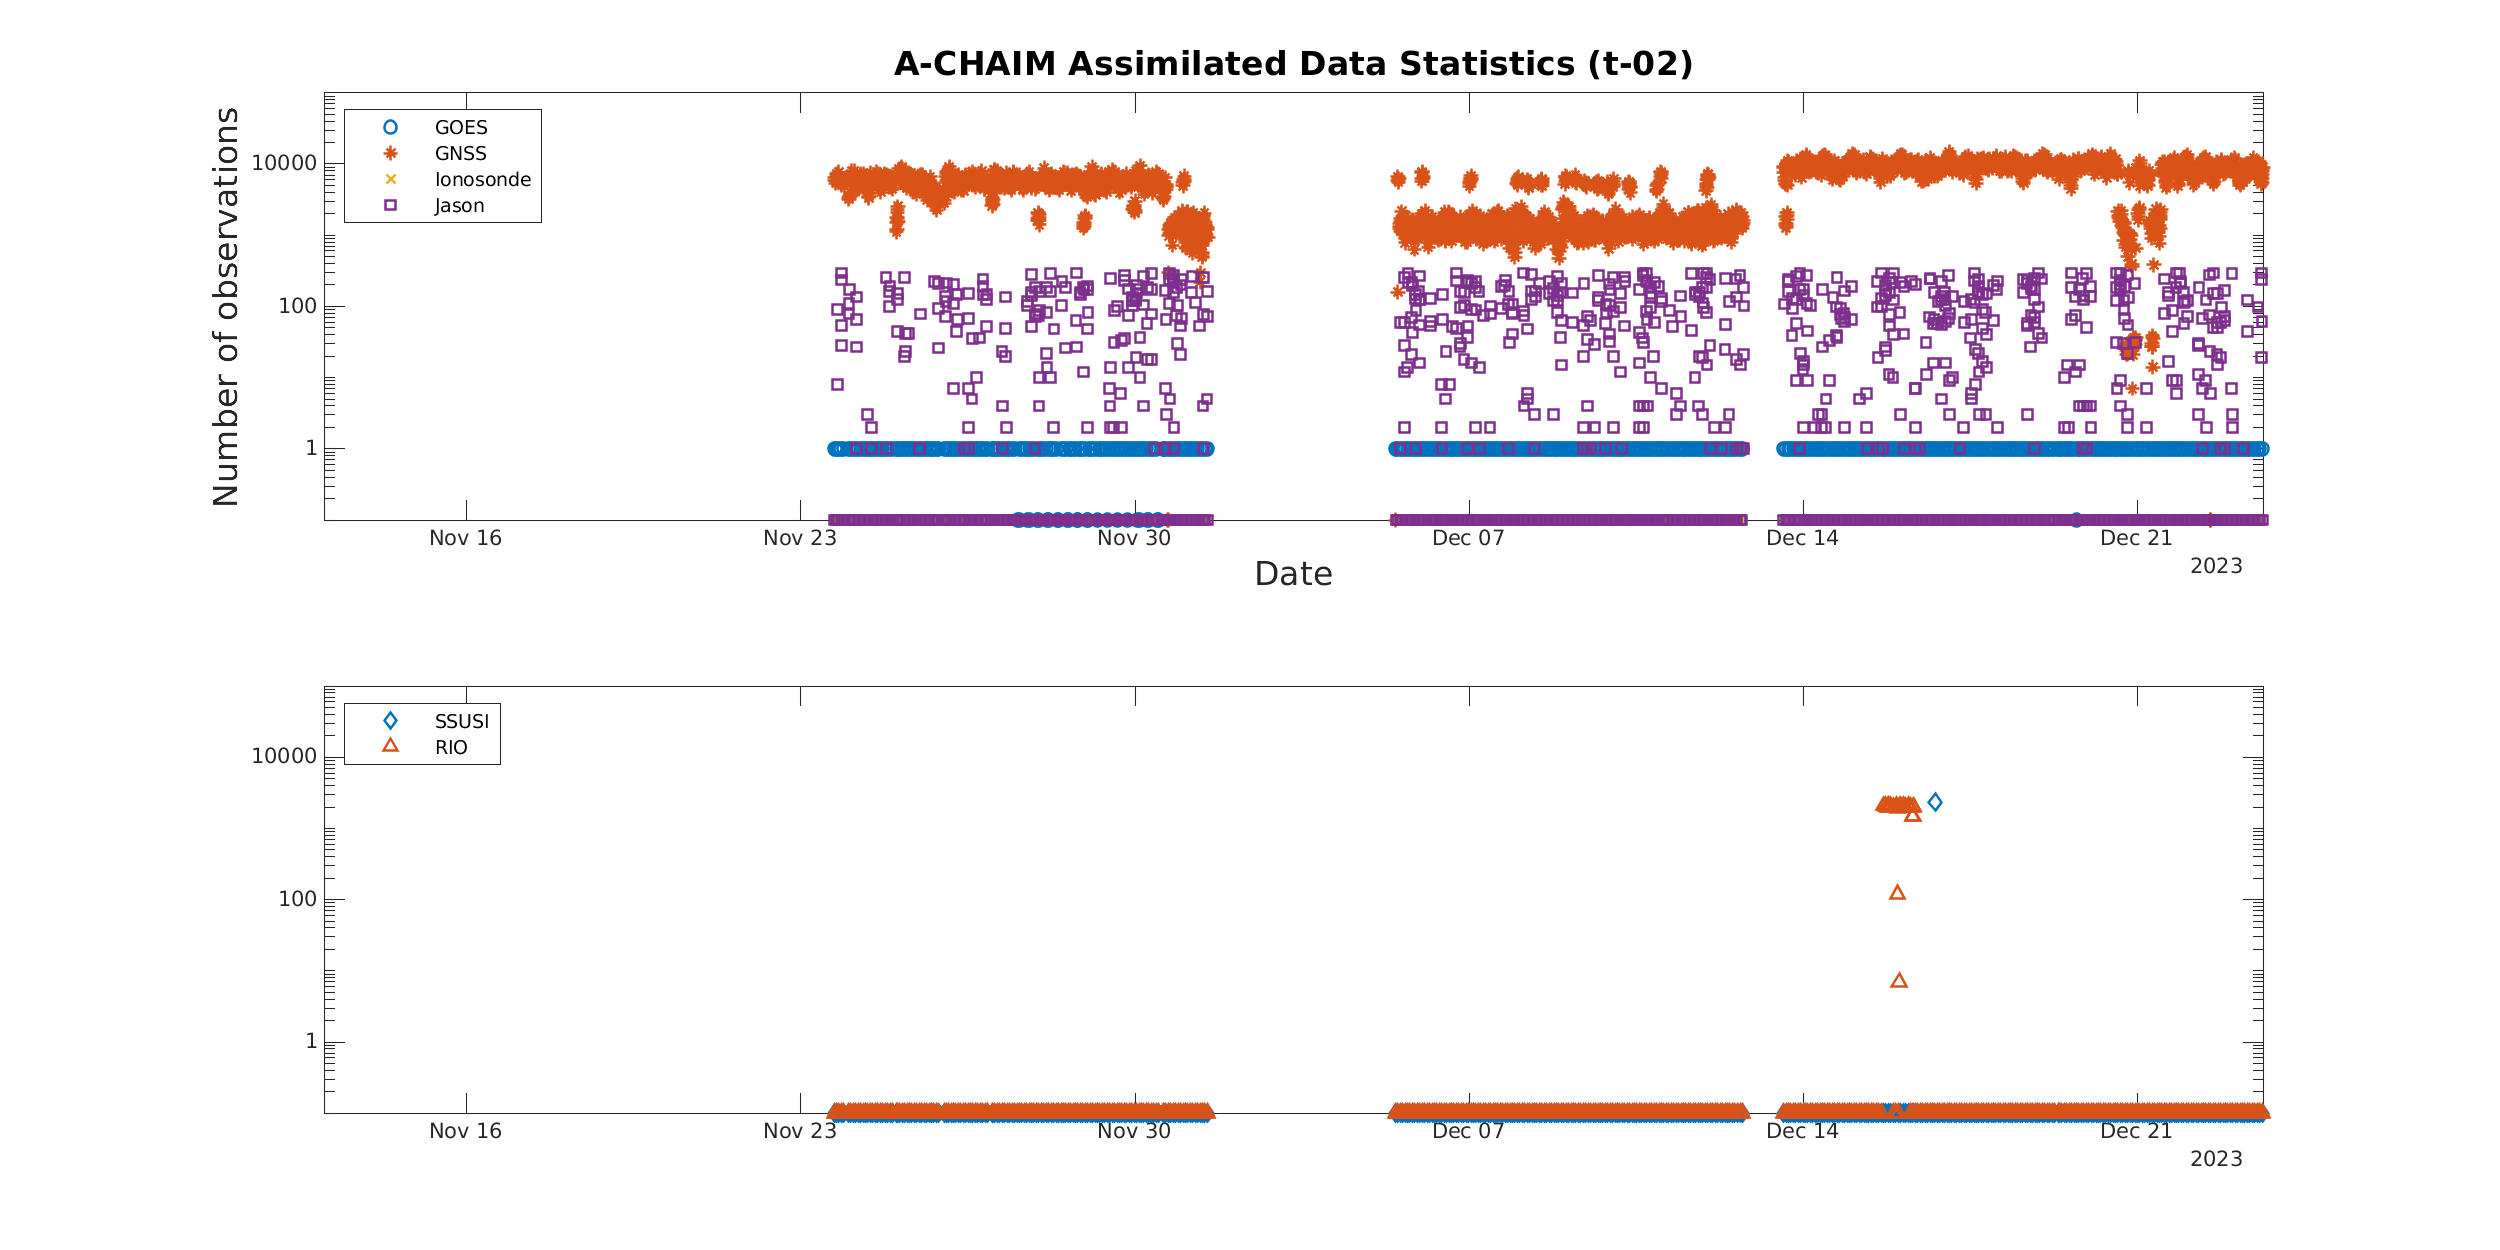 A-CHAIM Assimilated Data Statistics (t-02)
Number of observations
10000
100
1
GOES
GNSS
Ionosonde
Jason
Nov 16
Nov 23
Nov 30
Dec 07
Dec 14
Dec 21
2023
Date
10000
100
1
SSUSI
RIO
Nov 16
Nov 23
Nov 30
Dec 07
Dec 14
Dec 21
2023